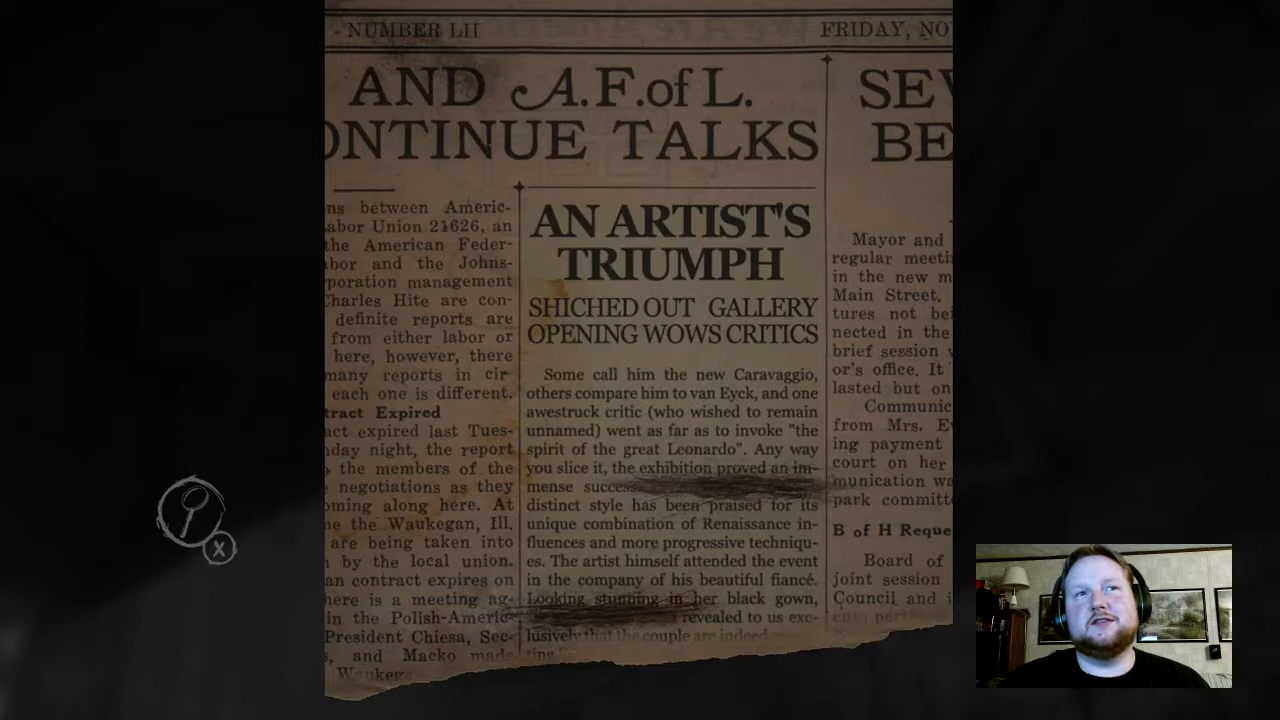 - NUMBER LII
FRIDAY, NO
AND A.F.of L.
ONTINUE TALKS
SEV
BE
ns between Americ-
abor Union 21626, an
the American Feder-
abor and the Johns-
poration management
Charles Hite are con-
definite reports are
from either labor or
here, however, there
many reports in cir-
each one is different.
tract Expired
act expired last Tues-
day night, the report
the members of the
negotiations as they
oming along here. At
e the Waukegan, Ill.
are being taken into
by the local union.
an contract expires on
here is a meeting ag-
in the Polish-Americ-
President Chiesa, Sec-
s, and Macko made
Waukega
AN ARTIST'S
TRIUMPH
SHICHED OUT GALLERY
OPENING WOWS CRITICS
Some call him the new Caravaggio,
others compare him to van Eyck, and one
awestruck critic (who wished to remain
unnamed) went as far as to invoke "the
spirit of the great Leonardo". Any way
you slice it, the exhibition proved an im-
mense success
distinct style has been praised for its
unique combination of Renaissance in-
fluences and more progressive techniqu-
es. The artist himself attended the event
in the company of his beautiful fiancé.
Looking stunning in her black gown,
revealed to us exc-
lusively that the couple are indeed
ting
Mayor and
regular meeti
in the new m
Main Street.
tures not bei
nected in the
brief session
or's office. It
lasted but on
Communic
from Mrs. Ev
ing payment
court on her
munication wa
park committe
B of H Reque
Board of
joint session
Council and i
X